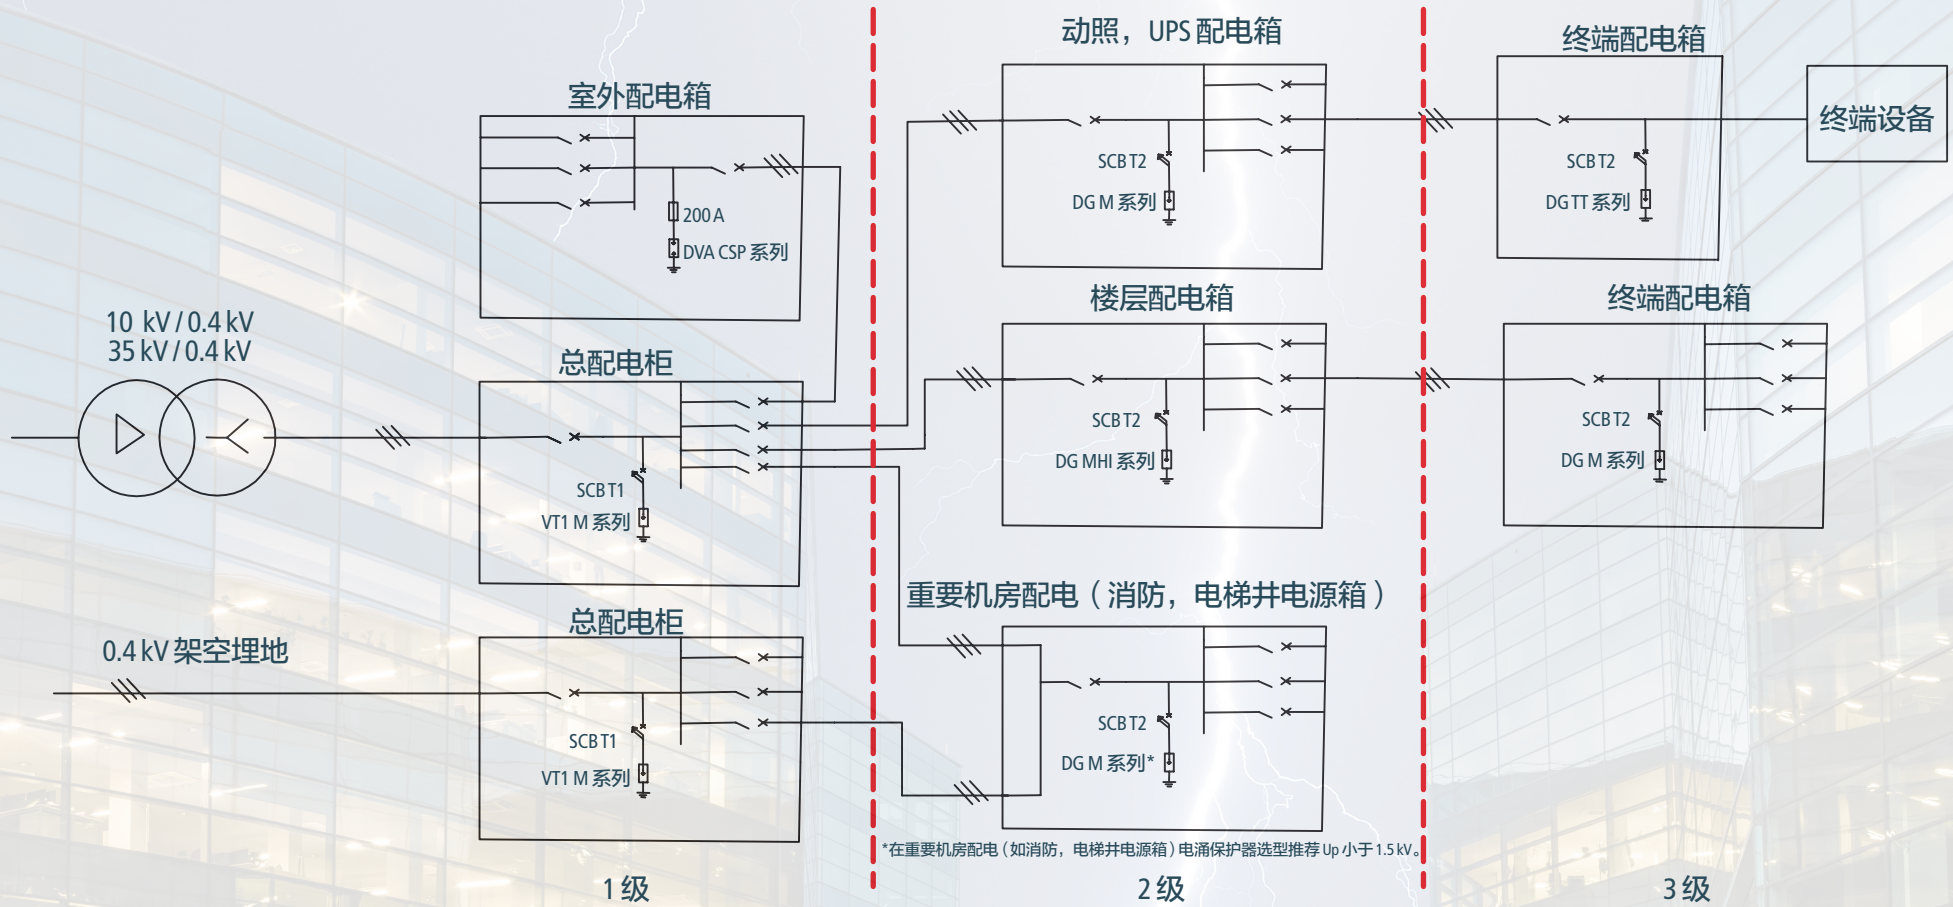 动照，UPS 配电箱
终端配电箱
室外配电箱
终端设备
SCB T2
DG M 系列
SCB T2
DG TT 系列
200 A
DVA CSP 系列
10 kV / 0.4 kV
35 kV / 0.4 kV
总配电柜
楼层配电箱
终端配电箱
SCB T1
VT1 M 系列
SCB T2
DG MHI 系列
SCB T2
DG M 系列
0.4 kV 架空埋地
总配电柜
重要机房配电（消防，电梯井电源箱）
SCB T1
VT1 M 系列
SCB T2
DG M 系列*
*在重要机房配电（如消防，电梯井电源箱）电涌保护器选型推荐 Up 小于 1.5 kV。
1 级
2 级
3 级